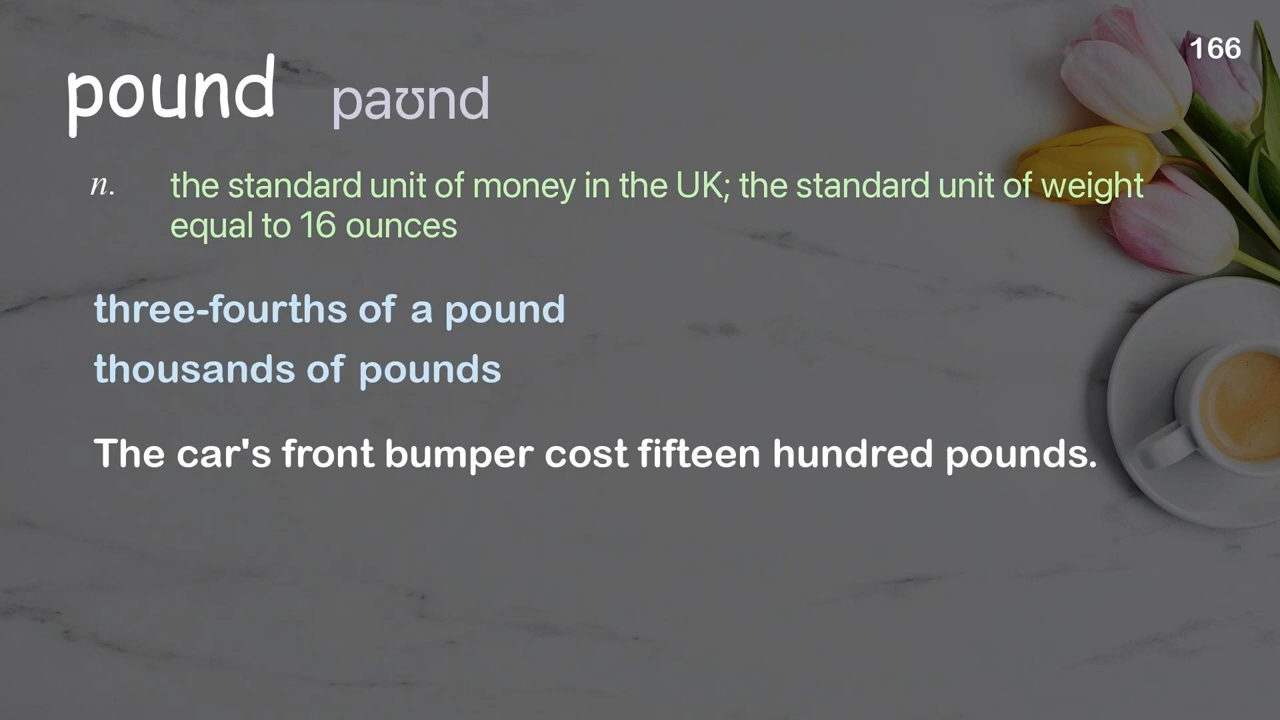 166
pound paʊnd
n. the standard unit of money in the UK; the standard unit of weight
equal to 16 ounces
three-fourths of a pound
thousands of pounds
The car's front bumper cost fifteen hundred pounds.